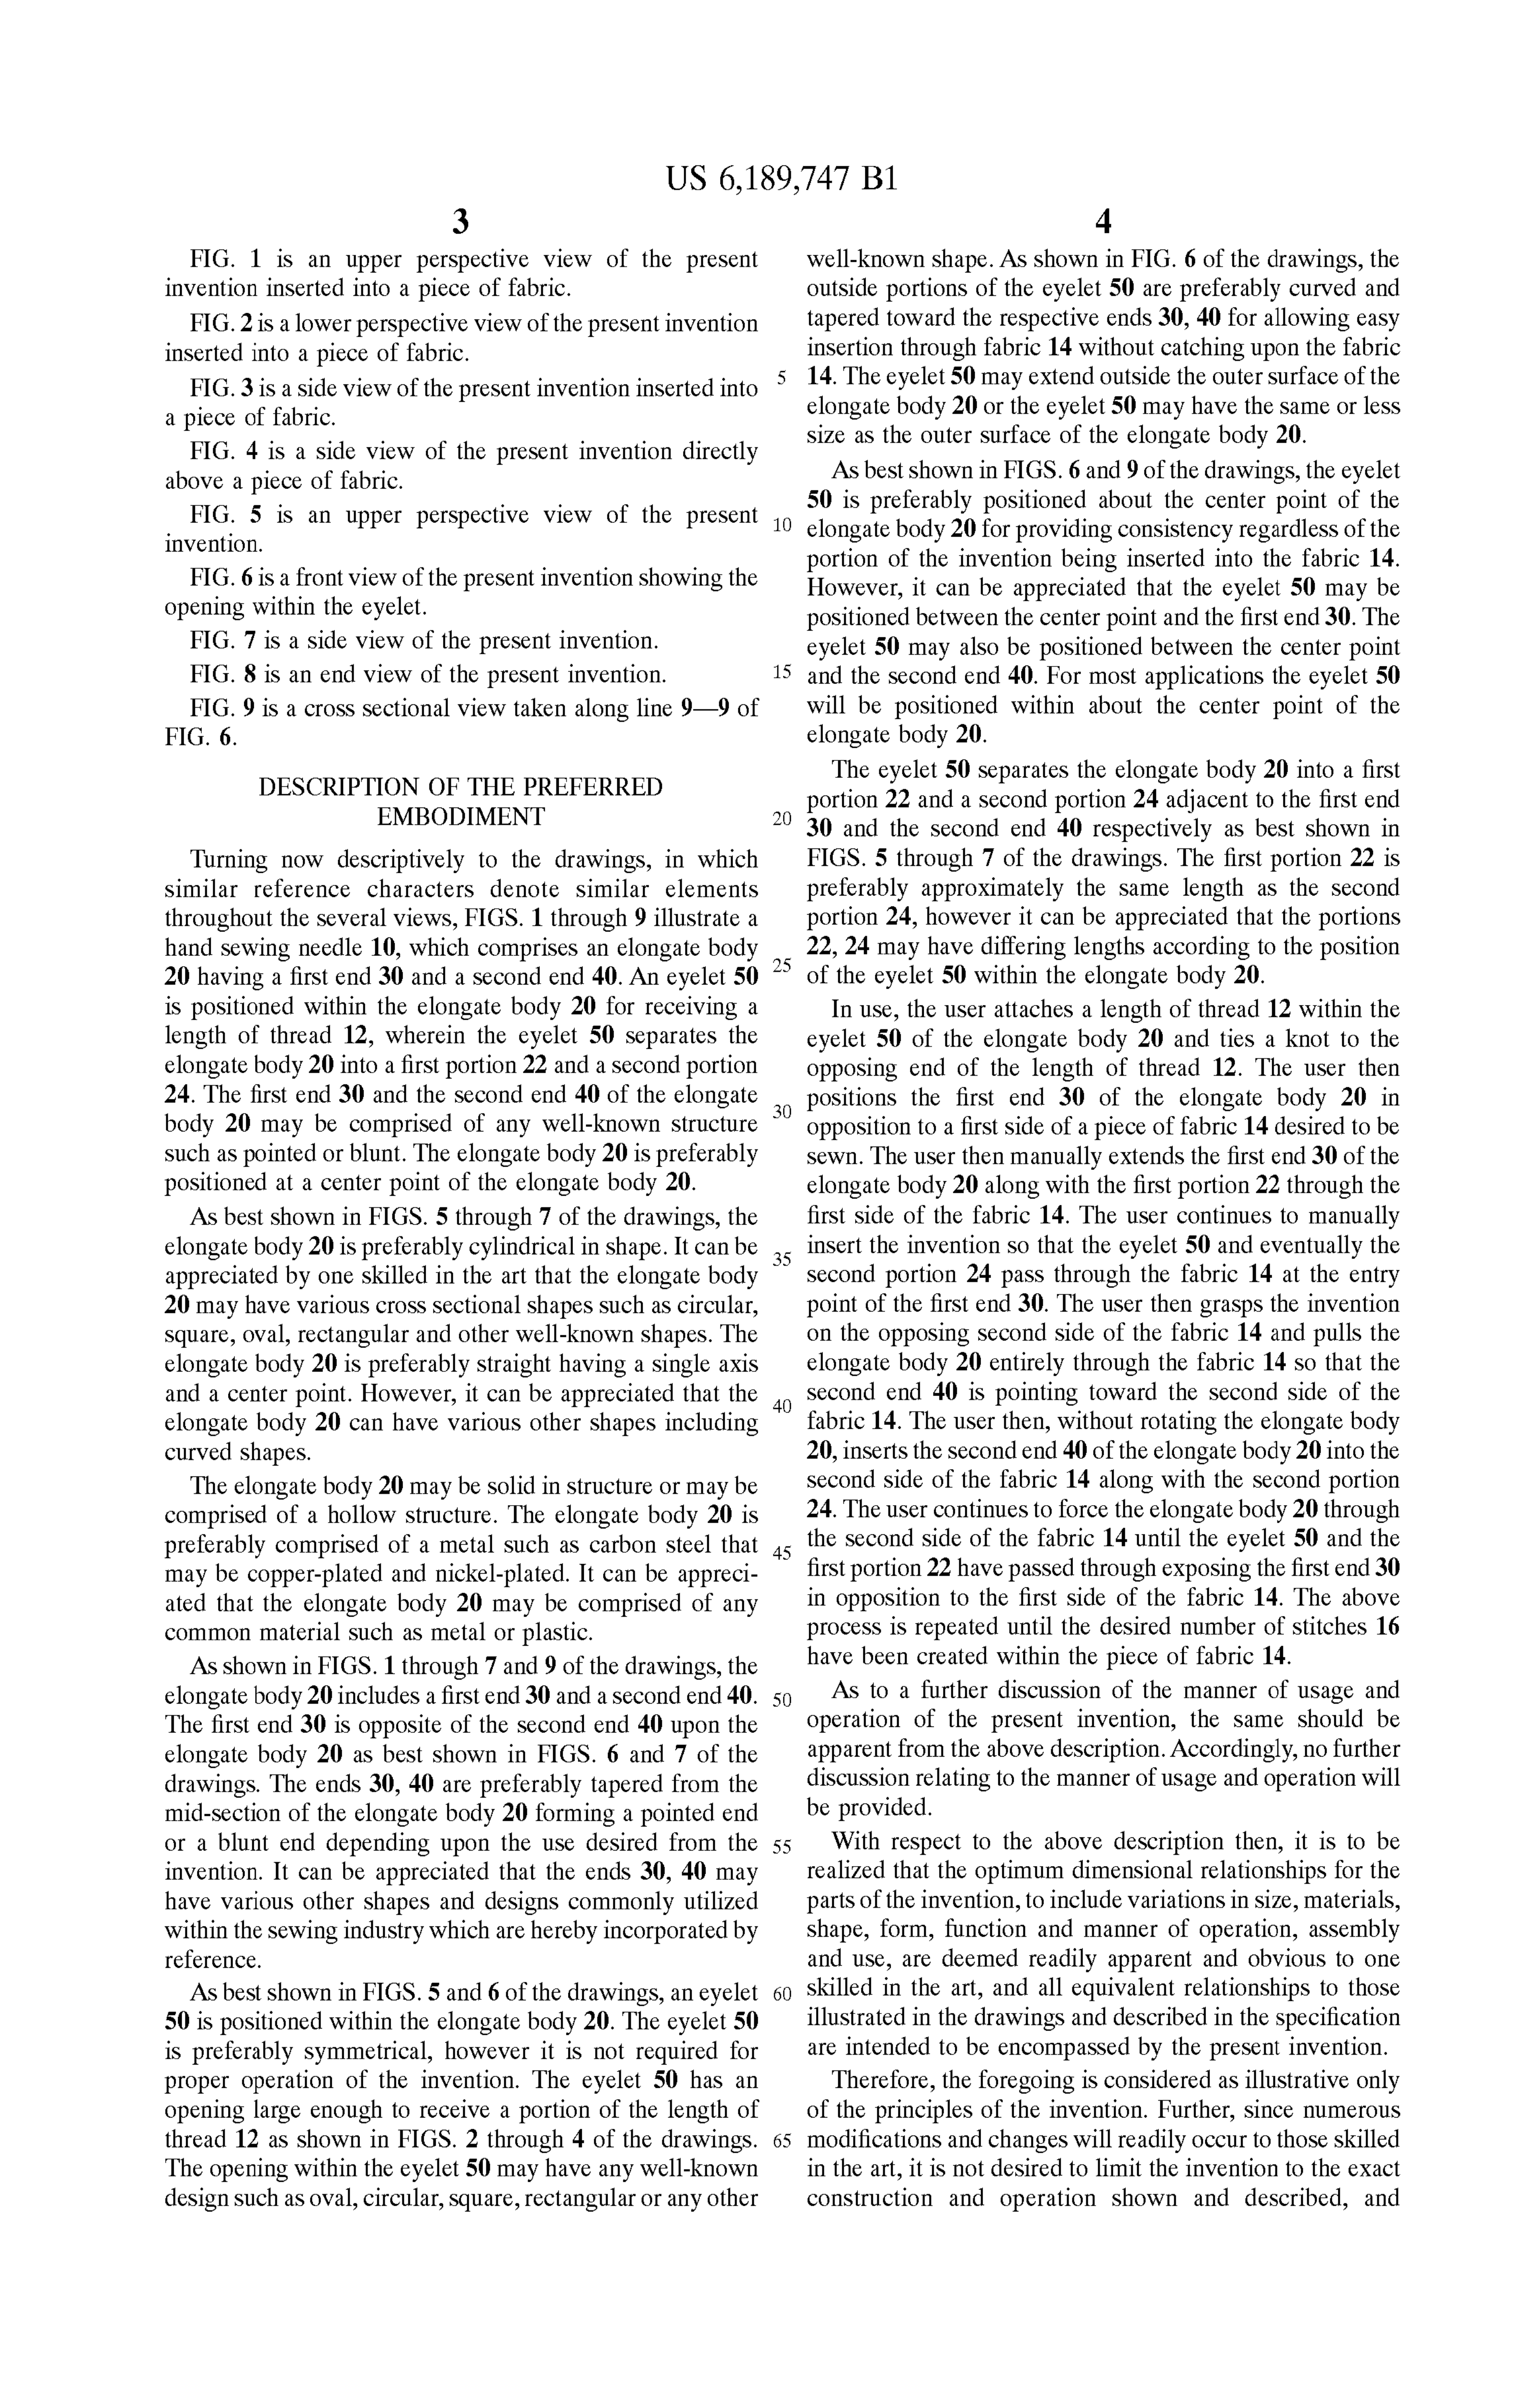 US 6,189,747 B1
3
FIG. 1 is an upper perspective view of the present
invention inserted into a piece of fabric.
FIG. 2 is a lower perspective view of the present invention
inserted into a piece of fabric.
FIG. 3 is a side view of the present invention inserted into
a piece of fabric.
FIG. 4 is a side view of the present invention directly
above a piece of fabric.
FIG. 5 is an upper perspective view of the present
invention.
FIG. 6 is a front view of the present invention showing the
opening within the eyelet.
FIG. 7 is a side view of the present invention.
FIG. 8 is an end view of the present invention.
FIG. 9 is a cross sectional view taken along line 9—9 of
FIG. 6.
DESCRIPTION OF THE PREFERRED
EMBODIMENT
Turning now descriptively to the drawings, in which
similar reference characters denote similar elements
throughout the several views, FIGS. 1 through 9 illustrate a
hand sewing needle 10, which comprises an elongate body
20 having a first end 30 and a second end 40. An eyelet 50
is positioned within the elongate body 20 for receiving a
length of thread 12, wherein the eyelet 50 separates the
elongate body 20 into a first portion 22 and a second portion
24. The first end 30 and the second end 40 of the elongate
body 20 may be comprised of any well-known structure
such as pointed or blunt. The elongate body 20 is preferably
positioned at a center point of the elongate body 20.
As best shown in FIGS. 5 through 7 of the drawings, the
elongate body 20 is preferably cylindrical in shape. It can be
appreciated by one skilled in the art that the elongate body
20 may have various cross sectional shapes such as circular,
square, oval, rectangular and other well-known shapes. The
elongate body 20 is preferably straight having a single axis
and a center point. However, it can be appreciated that the
elongate body 20 can have various other shapes including
curved shapes.
The elongate body 20 may be solid in structure or may be
comprised of a hollow structure. The elongate body 20 is
preferably comprised of a metal such as carbon steel that
may be copper-plated and nickel-plated. It can be appreci-
ated that the elongate body 20 may be comprised of any
common material such as metal or plastic.
As shown in FIGS. 1 through 7 and 9 of the drawings, the
elongate body 20 includes a first end 30 and a second end 40.
The first end 30 is opposite of the second end 40 upon the
elongate body 20 as best shown in FIGS. 6 and 7 of the
drawings. The ends 30, 40 are preferably tapered from the
mid-section of the elongate body 20 forming a pointed end
or a blunt end depending upon the use desired from the
invention. It can be appreciated that the ends 30, 40 may
have various other shapes and designs commonly utilized
within the sewing industry which are hereby incorporated by
reference.
As best shown in FIGS. 5 and 6 of the drawings, an eyelet
50 is positioned within the elongate body 20. The eyelet 50
is preferably symmetrical, however it is not required for
proper operation of the invention. The eyelet 50 has an
opening large enough to receive a portion of the length of
thread 12 as shown in FIGS. 2 through 4 of the drawings.
The opening within the eyelet 50 may have any well-known
design such as oval, circular, square, rectangular or any other
5
10
15
20
25
30
35
40
45
50
55
60
65
4
well-known shape. As shown in FIG. 6 of the drawings, the
outside portions of the eyelet 50 are preferably curved and
tapered toward the respective ends 30, 40 for allowing easy
insertion through fabric 14 without catching upon the fabric
14. The eyelet 50 may extend outside the outer surface of the
elongate body 20 or the eyelet 50 may have the same or less
size as the outer surface of the elongate body 20.
As best shown in FIGS. 6 and 9 of the drawings, the eyelet
50 is preferably positioned about the center point of the
elongate body 20 for providing consistency regardless of the
portion of the invention being inserted into the fabric 14.
However, it can be appreciated that the eyelet 50 may be
positioned between the center point and the first end 30. The
eyelet 50 may also be positioned between the center point
and the second end 40. For most applications the eyelet 50
will be positioned within about the center point of the
elongate body 20.
The eyelet 50 separates the elongate body 20 into a first
portion 22 and a second portion 24 adjacent to the first end
30 and the second end 40 respectively as best shown in
FIGS. 5 through 7 of the drawings. The first portion 22 is
preferably approximately the same length as the second
portion 24, however it can be appreciated that the portions
22, 24 may have differing lengths according to the position
of the eyelet 50 within the elongate body 20.
In use, the user attaches a length of thread 12 within the
eyelet 50 of the elongate body 20 and ties a knot to the
opposing end of the length of thread 12. The user then
positions the first end 30 of the elongate body 20 in
opposition to a first side of a piece of fabric 14 desired to be
sewn. The user then manually extends the first end 30 of the
elongate body 20 along with the first portion 22 through the
first side of the fabric 14. The user continues to manually
insert the invention so that the eyelet 50 and eventually the
second portion 24 pass through the fabric 14 at the entry
point of the first end 30. The user then grasps the invention
on the opposing second side of the fabric 14 and pulls the
elongate body 20 entirely through the fabric 14 so that the
second end 40 is pointing toward the second side of the
fabric 14. The user then, without rotating the elongate body
20, inserts the second end 40 of the elongate body 20 into the
second side of the fabric 14 along with the second portion
24. The user continues to force the elongate body 20 through
the second side of the fabric 14 until the eyelet 50 and the
first portion 22 have passed through exposing the first end 30
in opposition to the first side of the fabric 14. The above
process is repeated until the desired number of stitches 16
have been created within the piece of fabric 14.
As to a further discussion of the manner of usage and
operation of the present invention, the same should be
apparent from the above description. Accordingly, no further
discussion relating to the manner of usage and operation will
be provided.
With respect to the above description then, it is to be
realized that the optimum dimensional relationships for the
parts of the invention, to include variations in size, materials,
shape, form, function and manner of operation, assembly
and use, are deemed readily apparent and obvious to one
skilled in the art, and all equivalent relationships to those
illustrated in the drawings and described in the specification
are intended to be encompassed by the present invention.
Therefore, the foregoing is considered as illustrative only
of the principles of the invention. Further, since numerous
modifications and changes will readily occur to those skilled
in the art, it is not desired to limit the invention to the exact
construction and operation shown and described, and